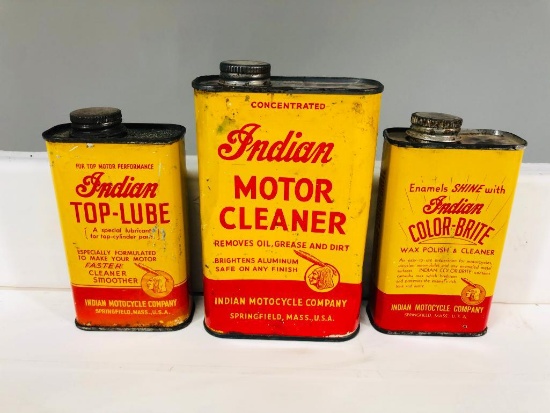 FOR TOP MOTOR PERFORMANCE
Indian
TOP-LUBE
A special lubricant
for top-cylinder
ESPECIALLY FORMULATED
TO MAKE YOUR MOTOR
FASTER
CLEANER
SMOOTHER
INDIAN MOTOCYCLE COMPANY
SPRINGFIELD, MASS., U.S.A.
CONCENTRATED
Indian
MOTOR
CLEANER
REMOVES OIL, GREASE AND DIRT
BRIGHTENS ALUMINUM
SAFE ON ANY FINISH
INDIAN MOTOCYCLE COMPANY
SPRINGFIELD, MASS., U.S.A.
Enamels SHINE with
Indian
COLOR-BRITE
WAX POLISH & CLEANER
INDIAN MOTOCYCLE COMPANY
SPRINGFIELD, MASS., U.S.A.